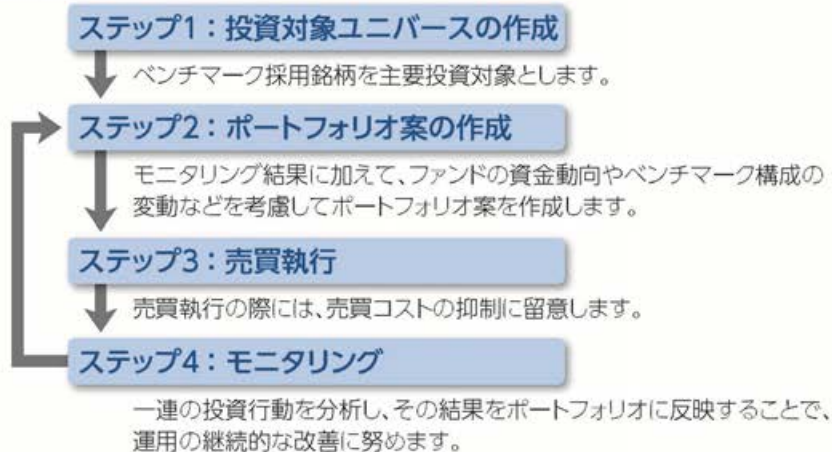 ステップ1：投資対象ユニバースの作成
ベンチマーク採用銘柄を主要投資対象とします。
ステップ2：ポートフォリオ案の作成
モニタリング結果に加えて、ファンドの資金動向やベンチマーク構成の
変動などを考慮してポートフォリオ案を作成します。
ステップ3：売買執行
売買執行の際には、売買コストの抑制に留意します。
ステップ4：モニタリング
一連の投資行動を分析し、その結果をポートフォリオに反映することで、
運用の継続的な改善に努めます。